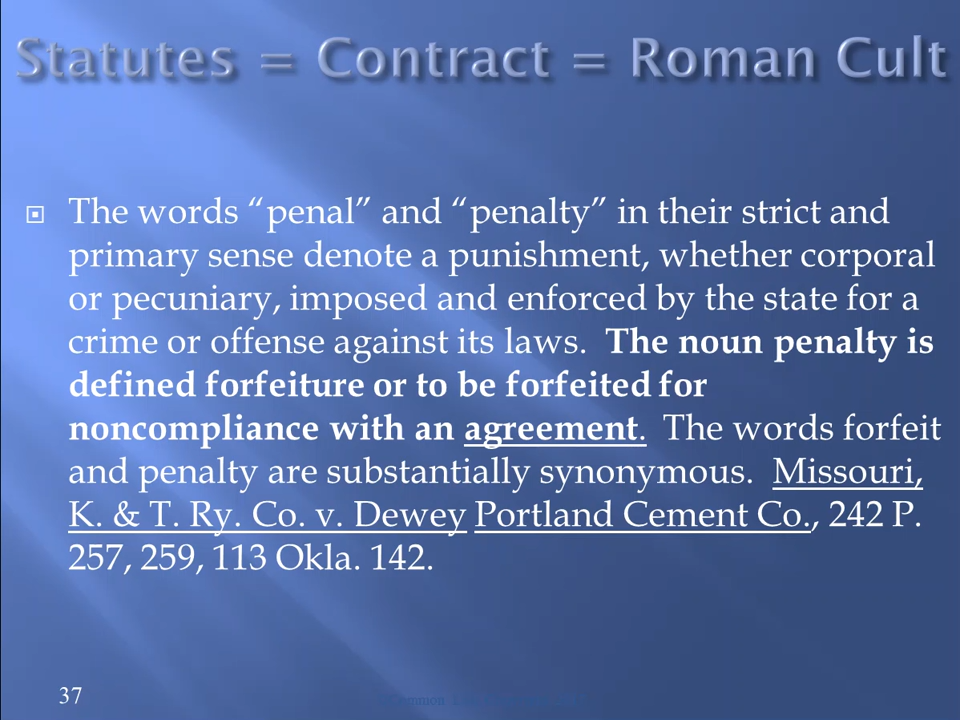 Statutes = Contract = Roman Cult
The words “penal” and “penalty” in their strict and
primary sense denote a punishment, whether corporal
or pecuniary, imposed and enforced by the state for a
crime or offense against its laws.  The noun penalty is
defined forfeiture or to be forfeited for
noncompliance with an agreement.  The words forfeit
and penalty are substantially synonymous.  Missouri,
K. & T. Ry. Co. v. Dewey Portland Cement Co., 242 P.
257, 259, 113 Okla. 142.
37